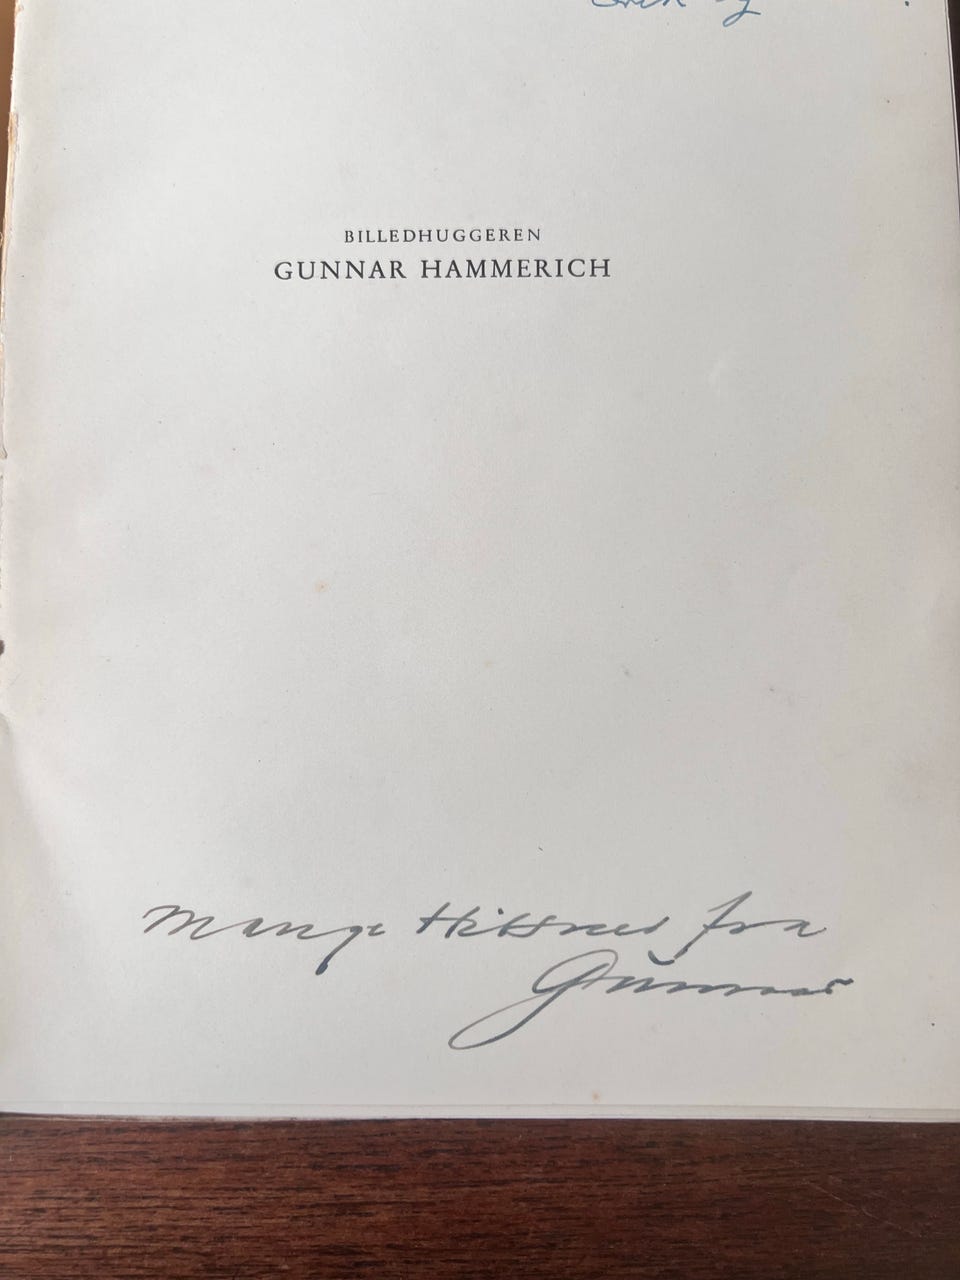 BILLEDHUGGEREN
GUNNAR HAMMERICH
Mange Hilsner fra
Gunnar